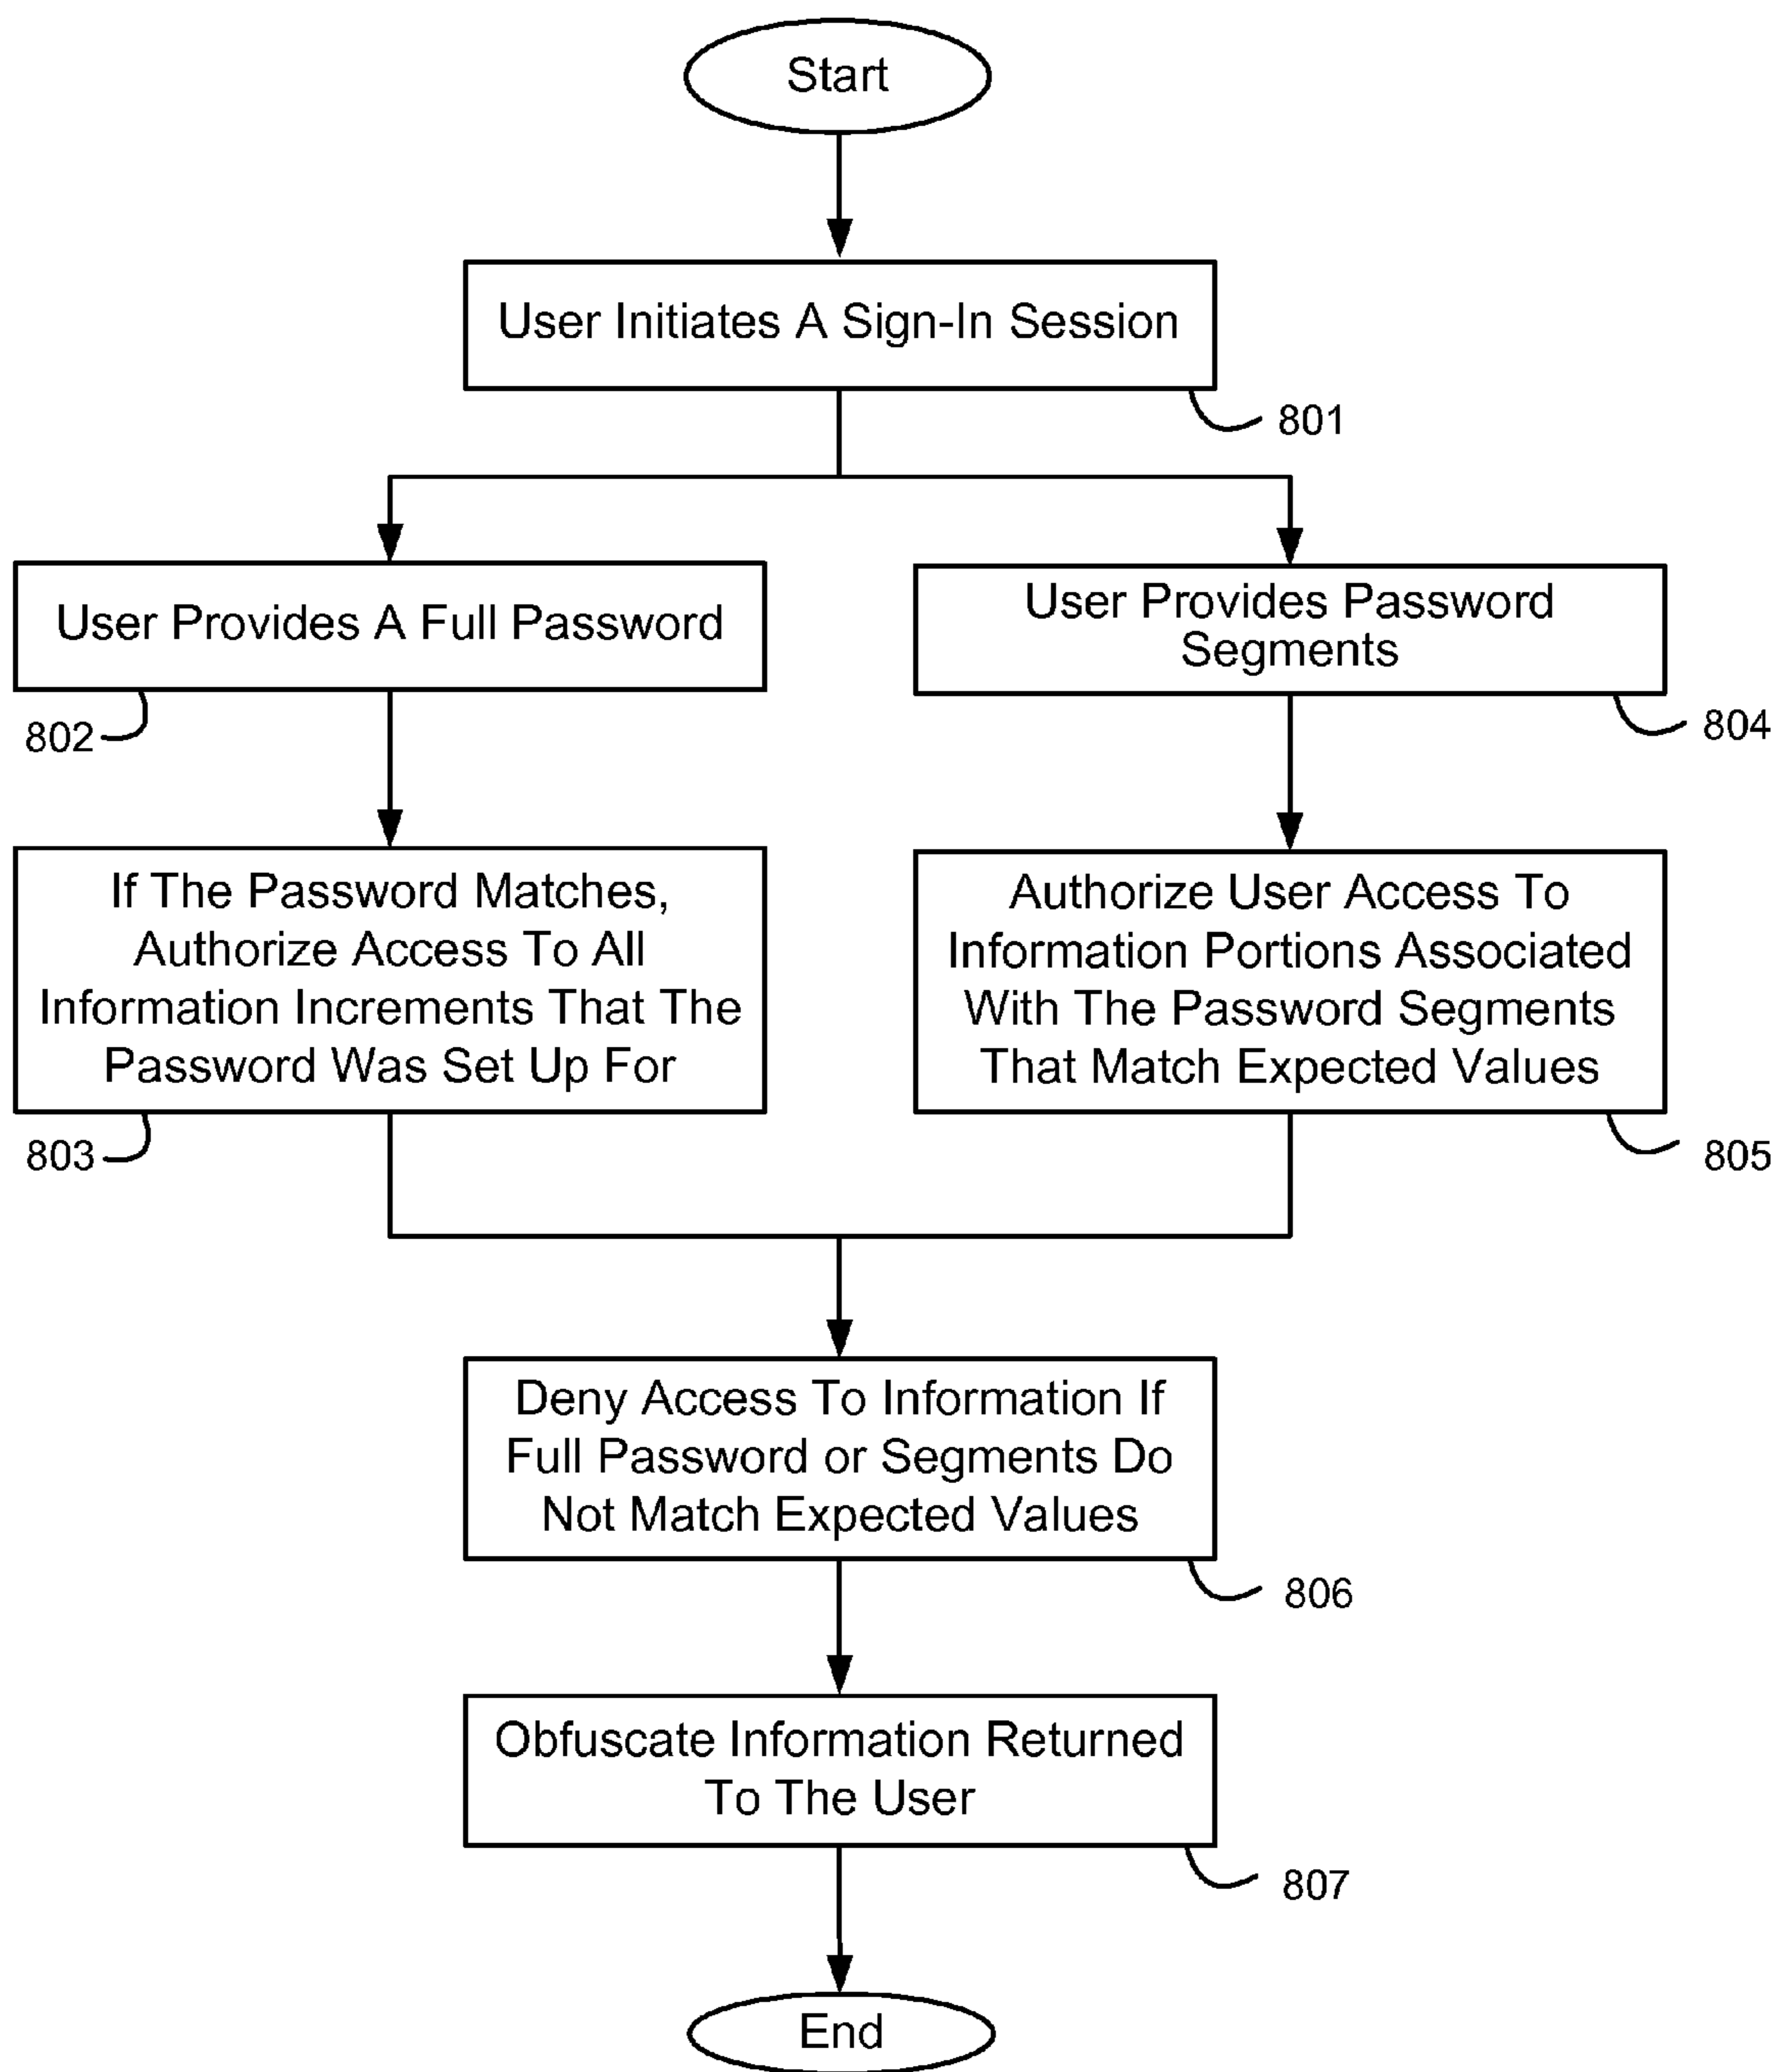 Start
User Initiates A Sign-In Session
801
User Provides A Full Password
802
User Provides Password
Segments
804
If The Password Matches,
Authorize Access To All
Information Increments That The
Password Was Set Up For
803
Authorize User Access To
Information Portions Associated
With The Password Segments
That Match Expected Values
805
Deny Access To Information If
Full Password or Segments Do
Not Match Expected Values
806
Obfuscate Information Returned
To The User
807
End